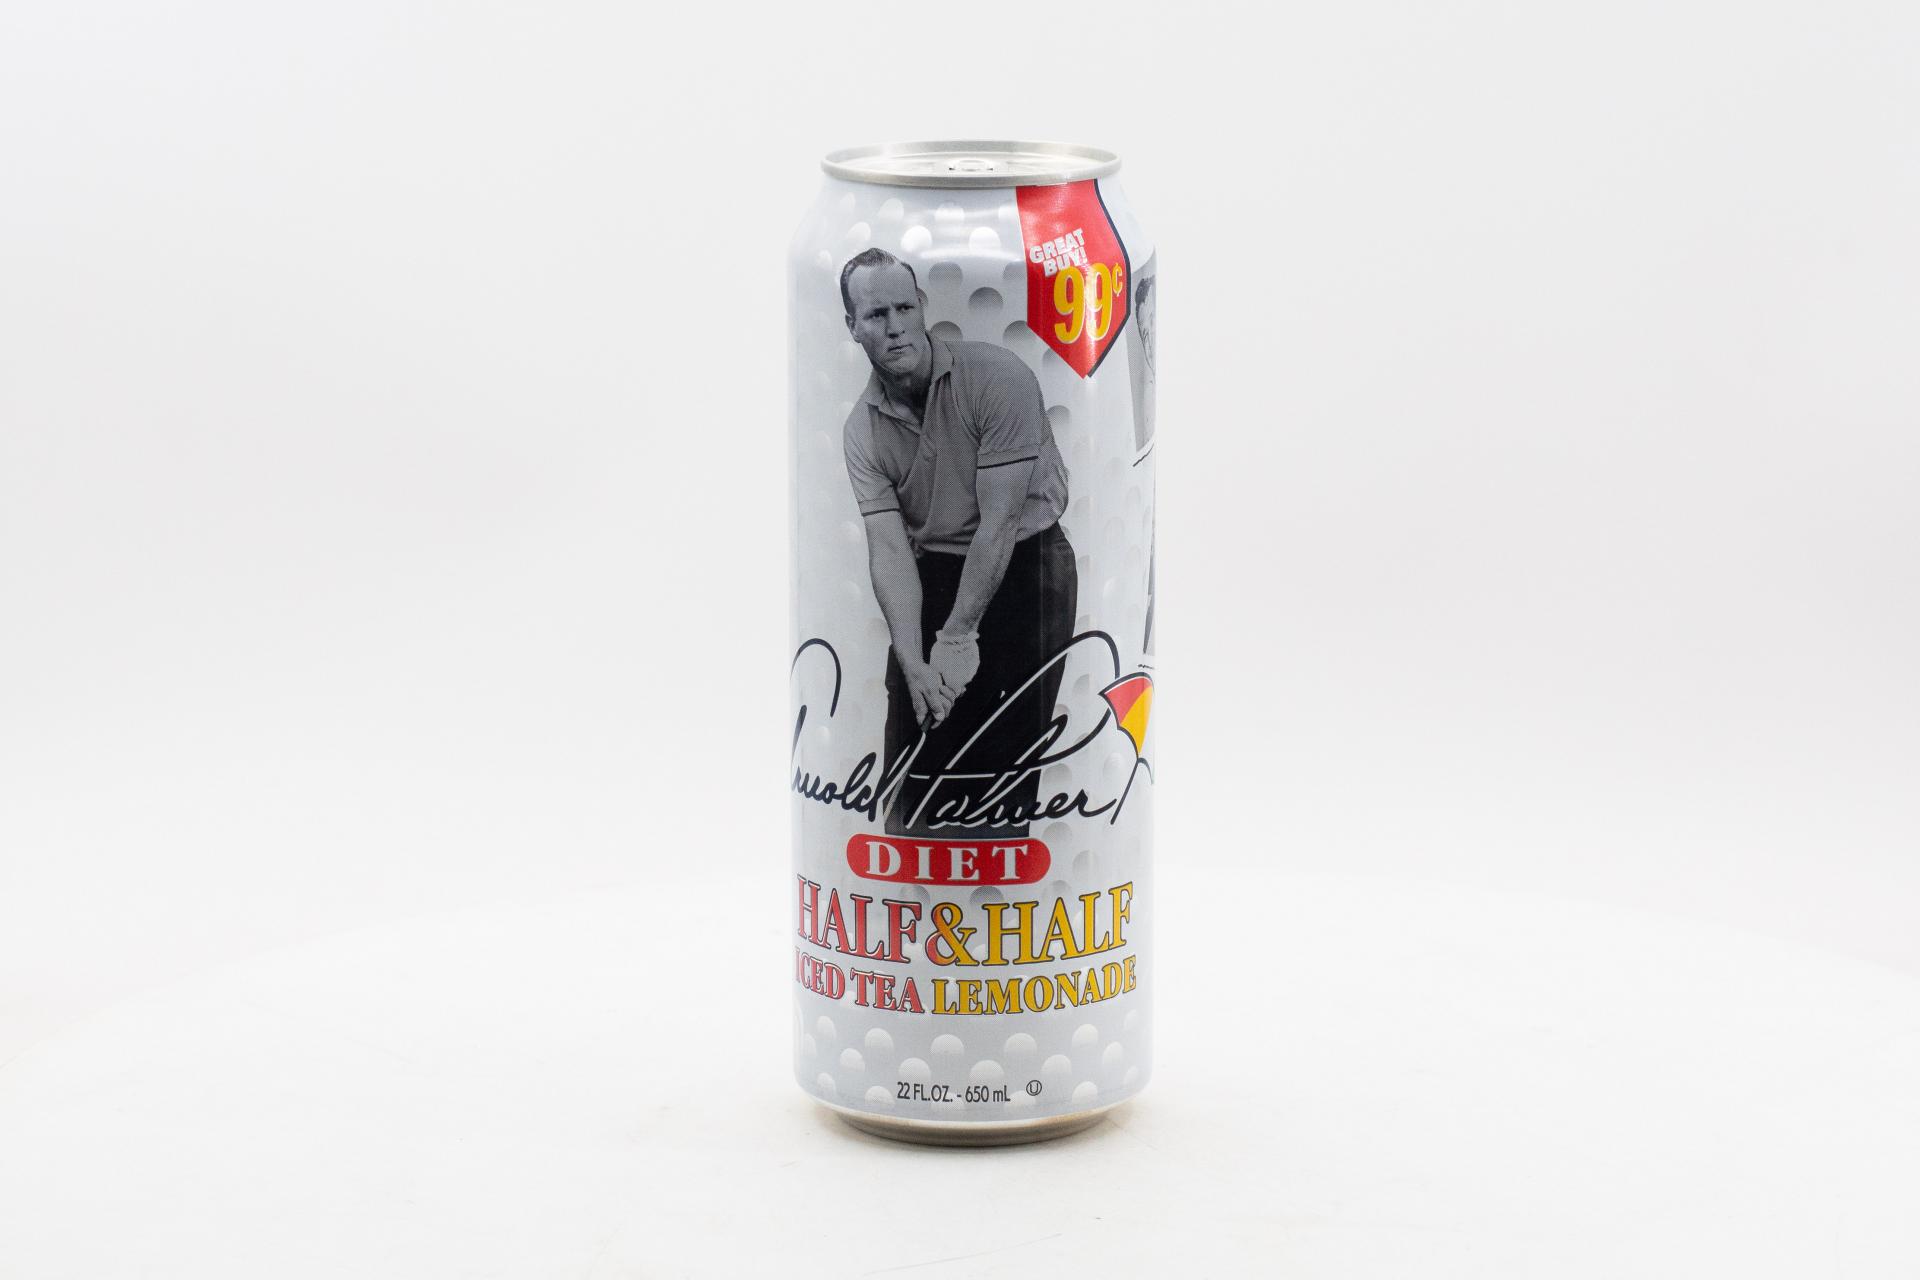 GREAT
BUY!
99¢
Arnold Palmer
DIET
HALF & HALF
ICED TEA LEMONADE
22 FL.OZ. - 650 mL U